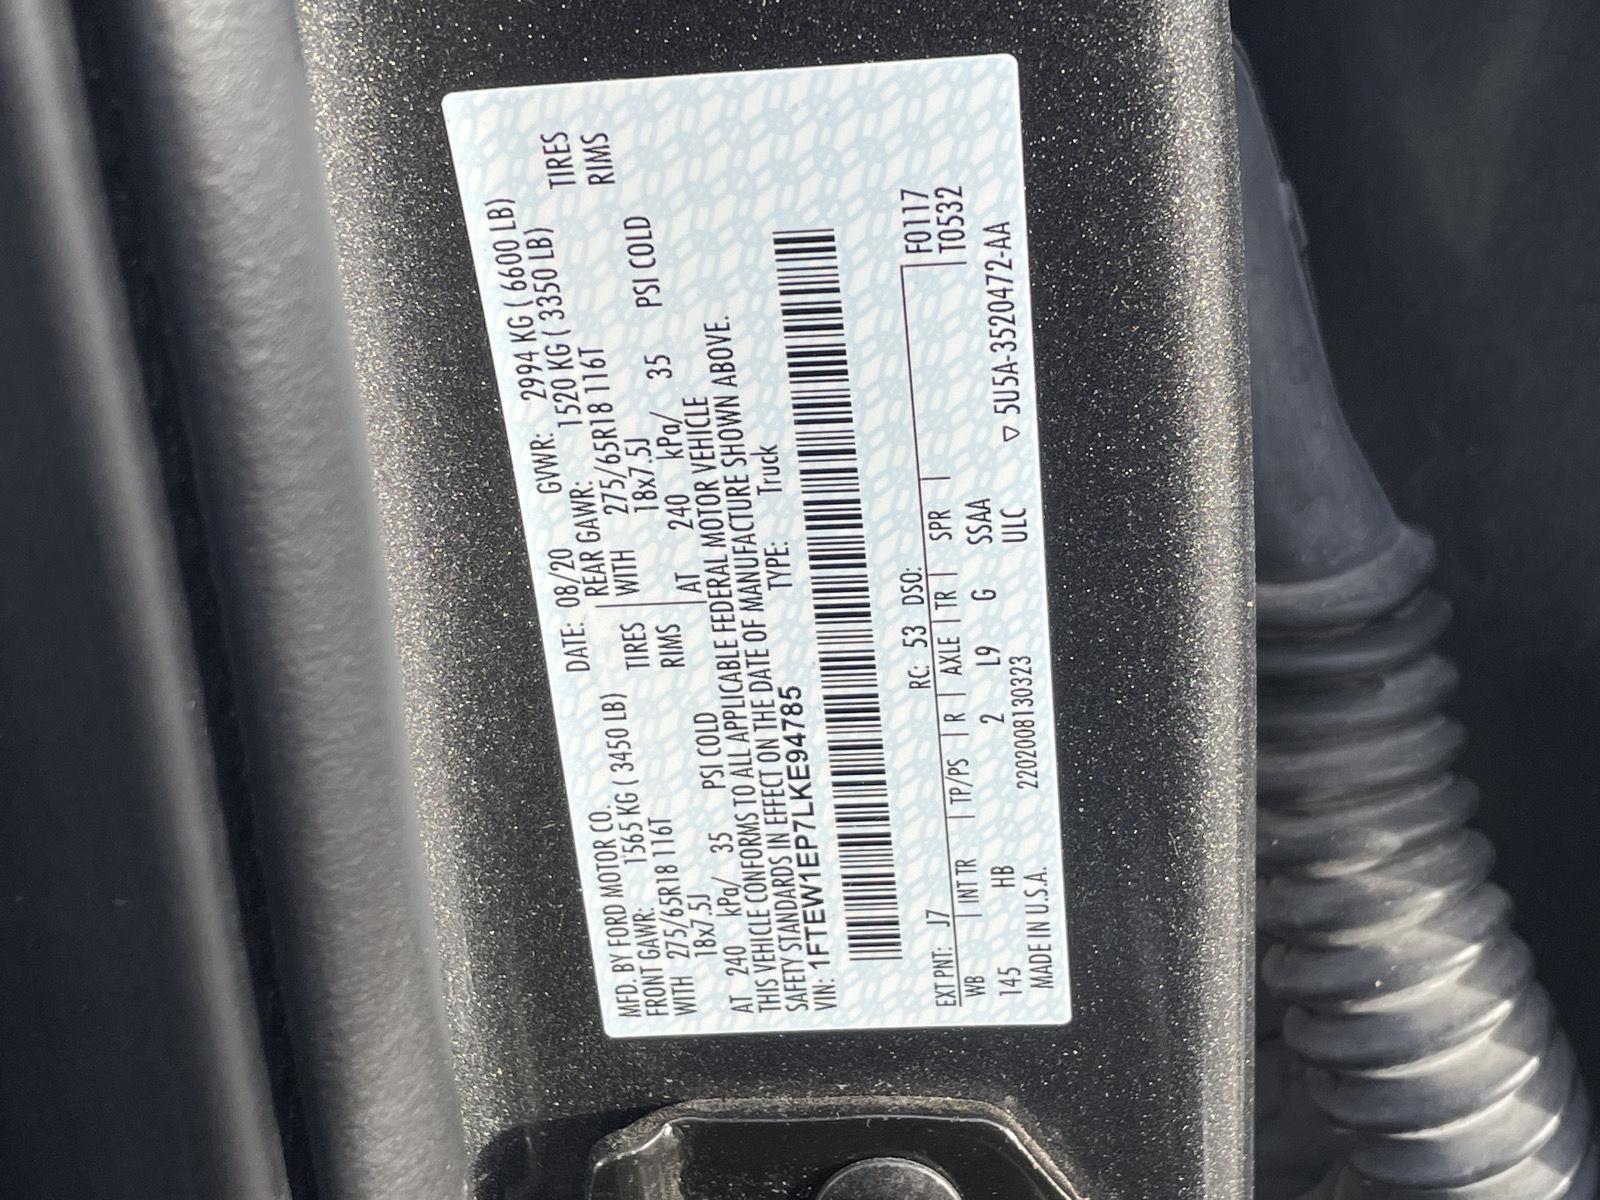 MFD. BY FORD MOTOR CO. DATE: 08/20 GVWR: 2994 KG ( 6600 LB)
FRONT GAWR: 1565 KG ( 3450 LB) REAR GAWR: 1520 KG ( 3350 LB)
WITH 275/65R18 116T TIRES WITH 275/65R18 116T TIRES
18x7.5J RIMS 18x7.5J RIMS
AT 240 kPa/ 35 PSI COLD AT 240 kPa/ 35 PSI COLD
THIS VEHICLE CONFORMS TO ALL APPLICABLE FEDERAL MOTOR VEHICLE
SAFETY STANDARDS IN EFFECT ON THE DATE OF MANUFACTURE SHOWN ABOVE.
VIN: 1FTEW1EP7LKE94785 TYPE: Truck
F0117
EXT PNT: J7 RC: 53 DSO: T0532
WB INT TR TP/PS R AXLE TR SPR
145 HB 2 L9 G SSAA
MADE IN U.S.A. 220200813​0323 ULC ▽ 5U5A-3520472-AA